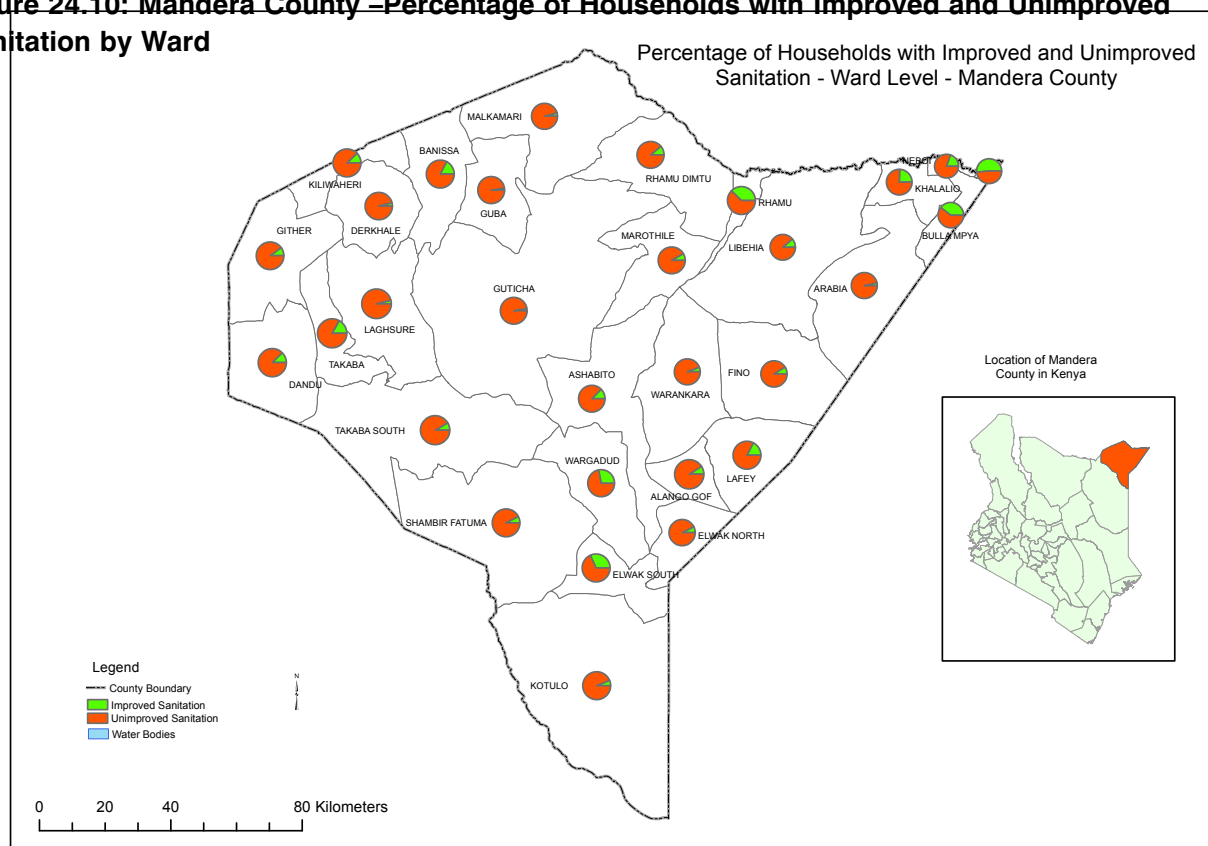 ure 24.10: Mandera County –Percentage of Households with Improved and Unimproved
nitation by Ward
Percentage of Households with Improved and Unimproved
Sanitation - Ward Level - Mandera County
MALKAMARI
BANISSA
KILIWAHERI
RHAMU DIMTU
NEBOI
KHALALIO
GUBA
RHAMU
DERKHALE
GITHER
MAROTHILE
LIBEHIA
BULLA MPYA
GUTICHA
ARABIA
LAGHSURE
TAKABA
DANDU
ASHABITO
WARANKARA
FINO
Location of Mandera
County in Kenya
TAKABA SOUTH
WARGADUD
LAFEY
ALANGO GOF
SHAMBIR FATUMA
ELWAK NORTH
ELWAK SOUTH
KOTULO
Legend
County Boundary
Improved Sanitation
Unimproved Sanitation
Water Bodies
N
0 20 40 80 Kilometers